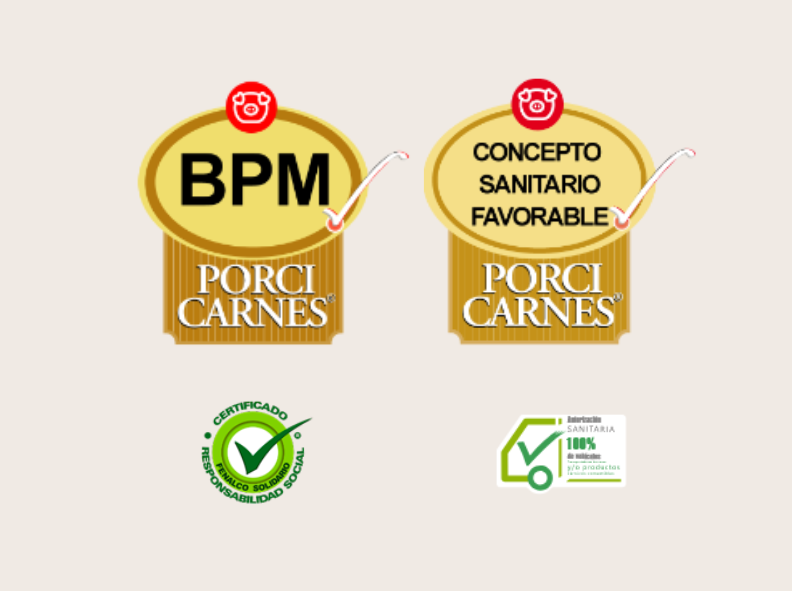 BPM
PORCI
CARNES
CONCEPTO
SANITARIO
FAVORABLE
PORCI
CARNES
CERTIFICADO
RESPONSABILIDAD SOCIAL
FENALCO SOLIDARIO
Autorización
SANITARIA
100%
de vehículos
y/o productos